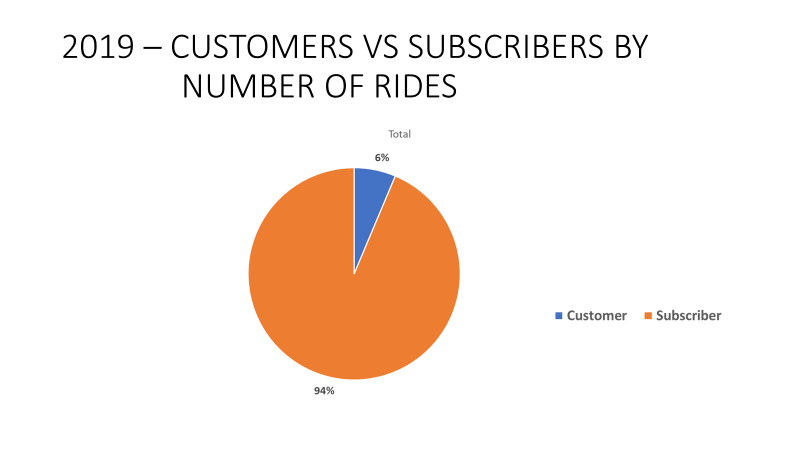 2019 – CUSTOMERS VS SUBSCRIBERS BY
NUMBER OF RIDES
Total
6%
Customer
Subscriber
94%